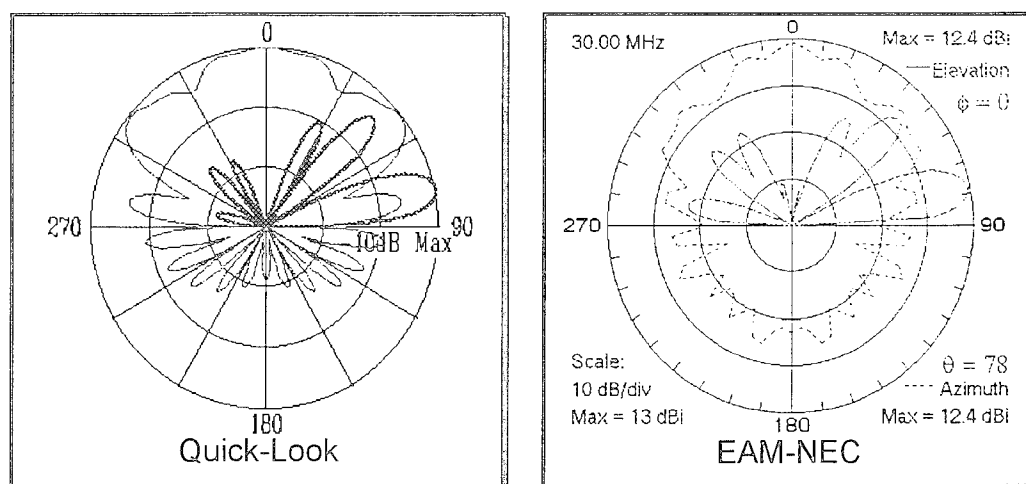 0
270
90
10dB Max
180
Quick-Look
30.00 MHz
0
Max = 12.4 dBi
Elevation
ϕ = 0
270
90
Scale:
10 dB/div
Max = 13 dBi
θ = 78
Azimuth
Max = 12.4 dBi
180
EAM-NEC